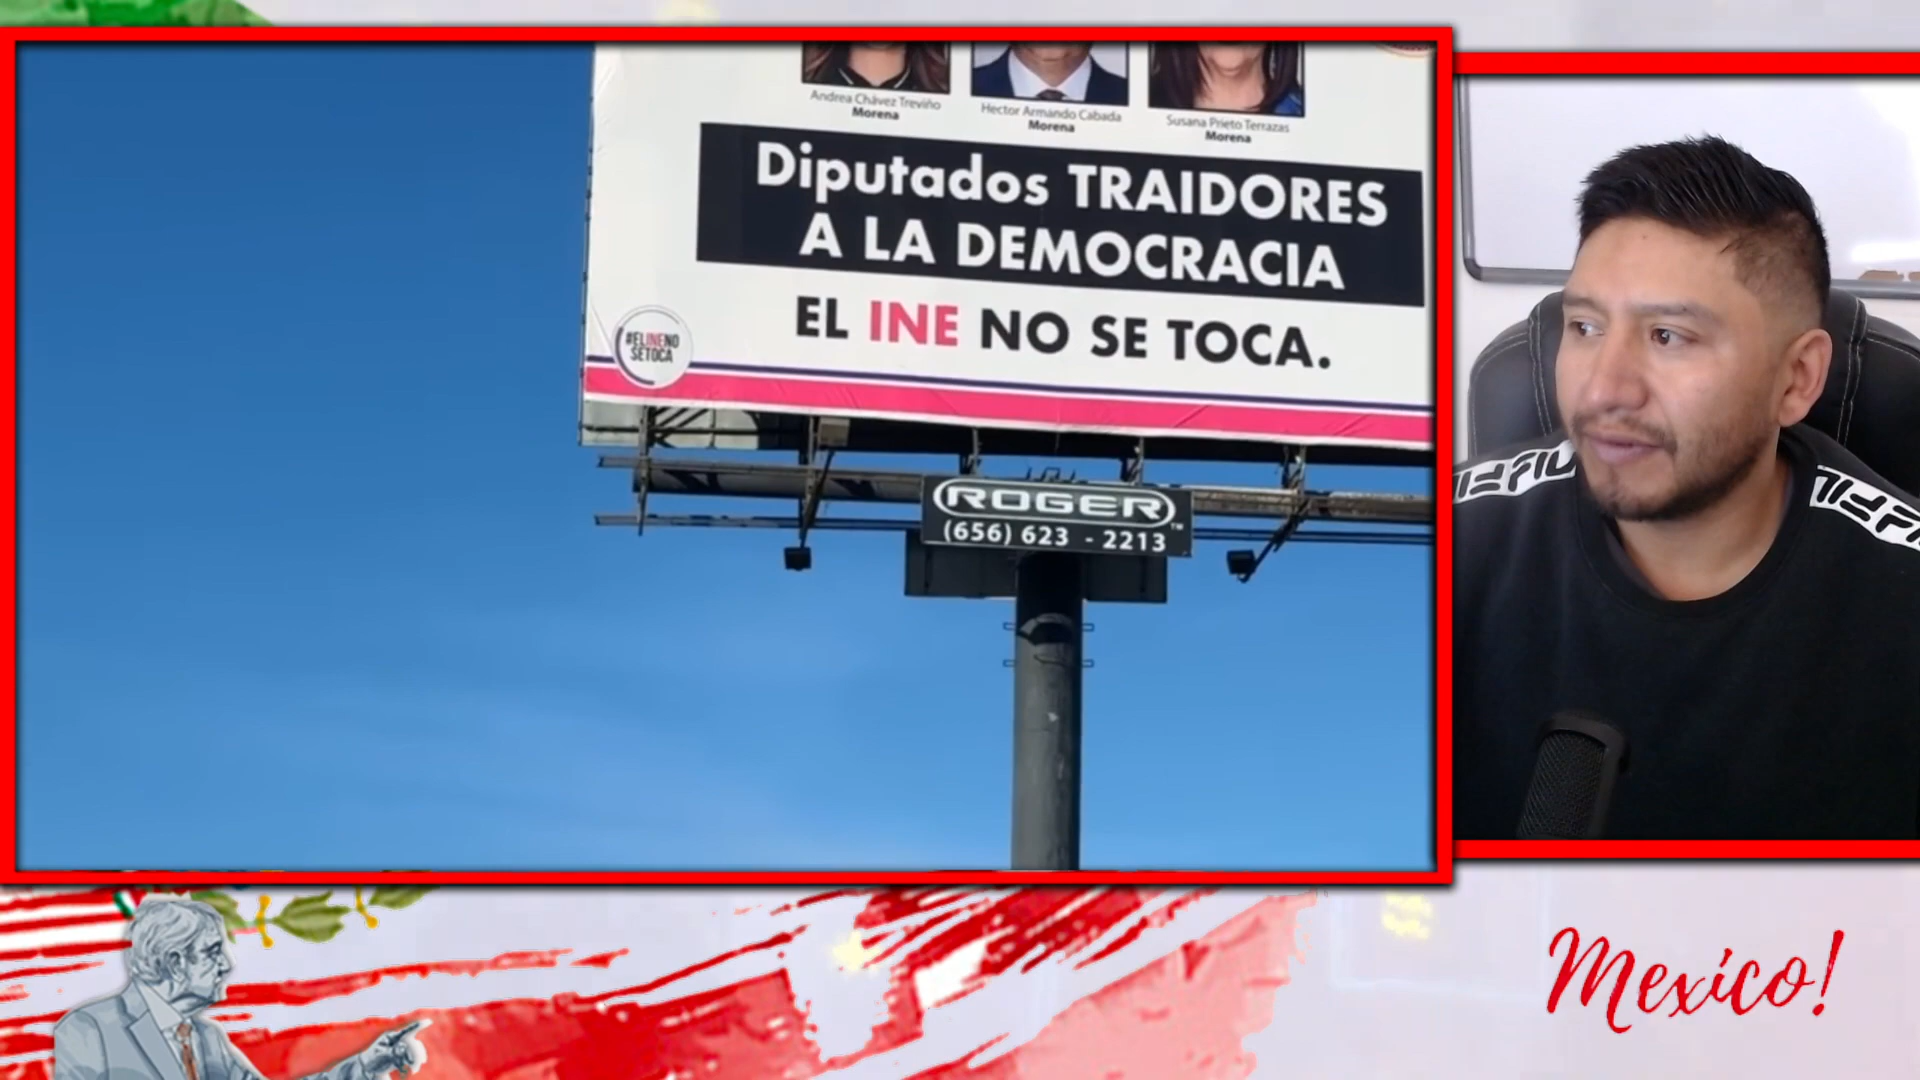 Andrea Chávez Treviño
Morena
Hector Armando Cabada
Morena
Susana Prieto Terrazas
Morena
Diputados TRAIDORES
A LA DEMOCRACIA
EL INE NO SE TOCA.
#ELINENO
SETOCA
ROGER™
(656) 623 - 2213
Mexico!